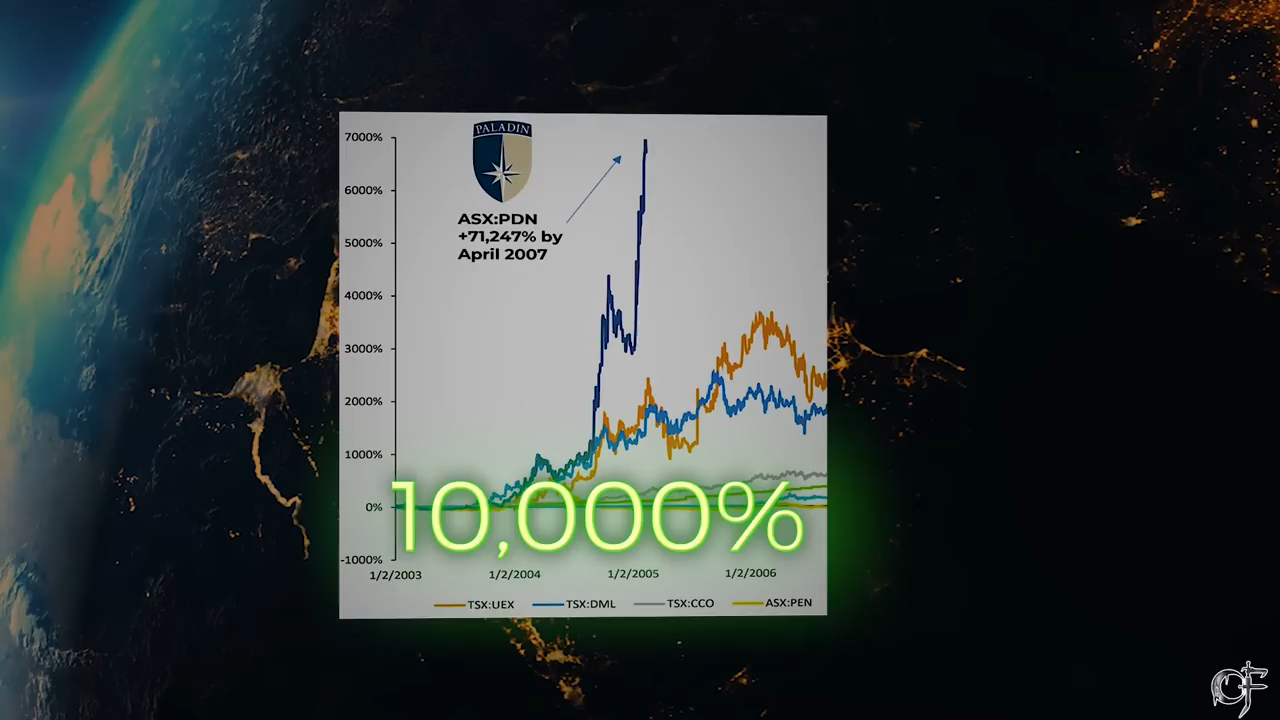 7000%
PALADIN
6000%
ASX:PDN
+71,247% by
April 2007
5000%
4000%
3000%
2000%
1000%
0%
10,000%
-1000%
1/2/2003 1/2/2004 1/2/2005 1/2/2006
TSX:UEX TSX:DML TSX:CCO ASX:PEN
CF